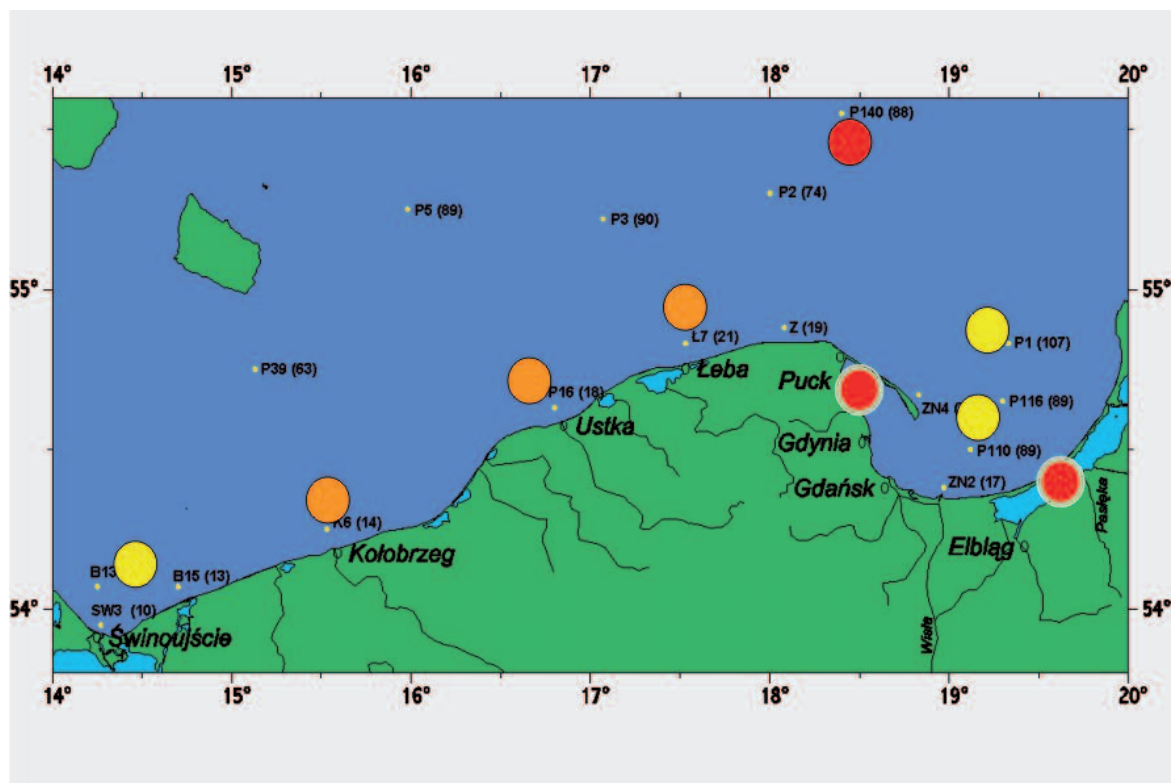 14° 15° 16° 17° 18° 19° 20°
P140 (88)
P2 (74)
P5 (89)
P3 (90)
55° 55°
Z (19)
Ł7 (21)
P1 (107)
P39 (63)
Łeba
Puck
P16 (18)
ZN4 (
P116 (89)
Ustka
Gdynia
P110 (89)
Gdańsk
ZN2 (17)
K6 (14)
Pasłęka
Elbląg
Kołobrzeg
B13
B15 (13)
54° 54°
SW3 (10)
Świnoujście
Wisła
14° 15° 16° 17° 18° 19° 20°